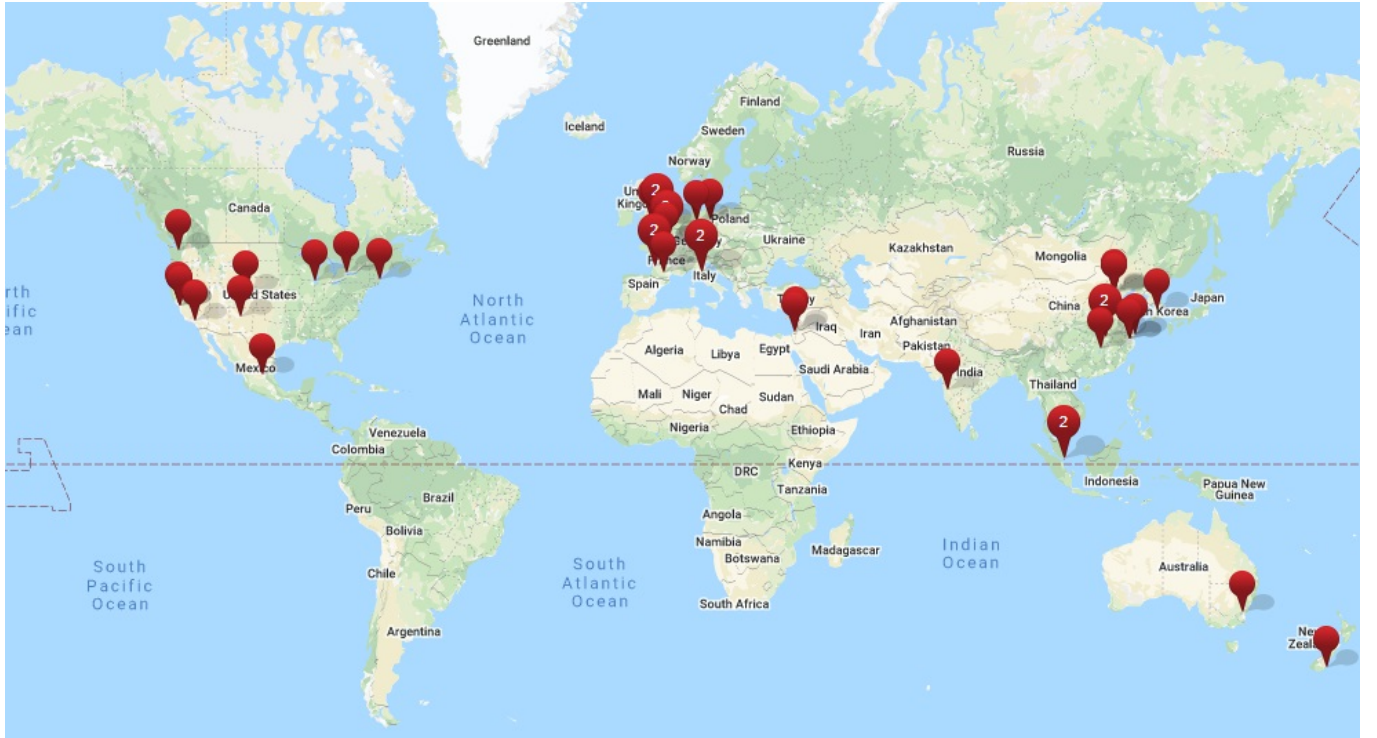 Greenland
Finland
Iceland
Sweden
Russia
Norway
2
Canada
Poland
2
2
Ukraine
Kazakhstan
Mongolia
Italy
Spain
North
Atlantic
Ocean
2
China
Japan
Afghanistan
Iraq
Iran
Pakistan
Algeria
Libya
Egypt
Saudi Arabia
India
Mexico
Thailand
Mali
Niger
Chad
Sudan
Nigeria
Ethiopia
2
Venezuela
Colombia
DRC
Kenya
Indonesia
Papua New
Guinea
Tanzania
Brazil
Peru
Angola
Bolivia
Namibia
Botswana
Madagascar
Indian
Ocean
South
Pacific
Ocean
South
Atlantic
Ocean
Chile
Australia
South Africa
Argentina